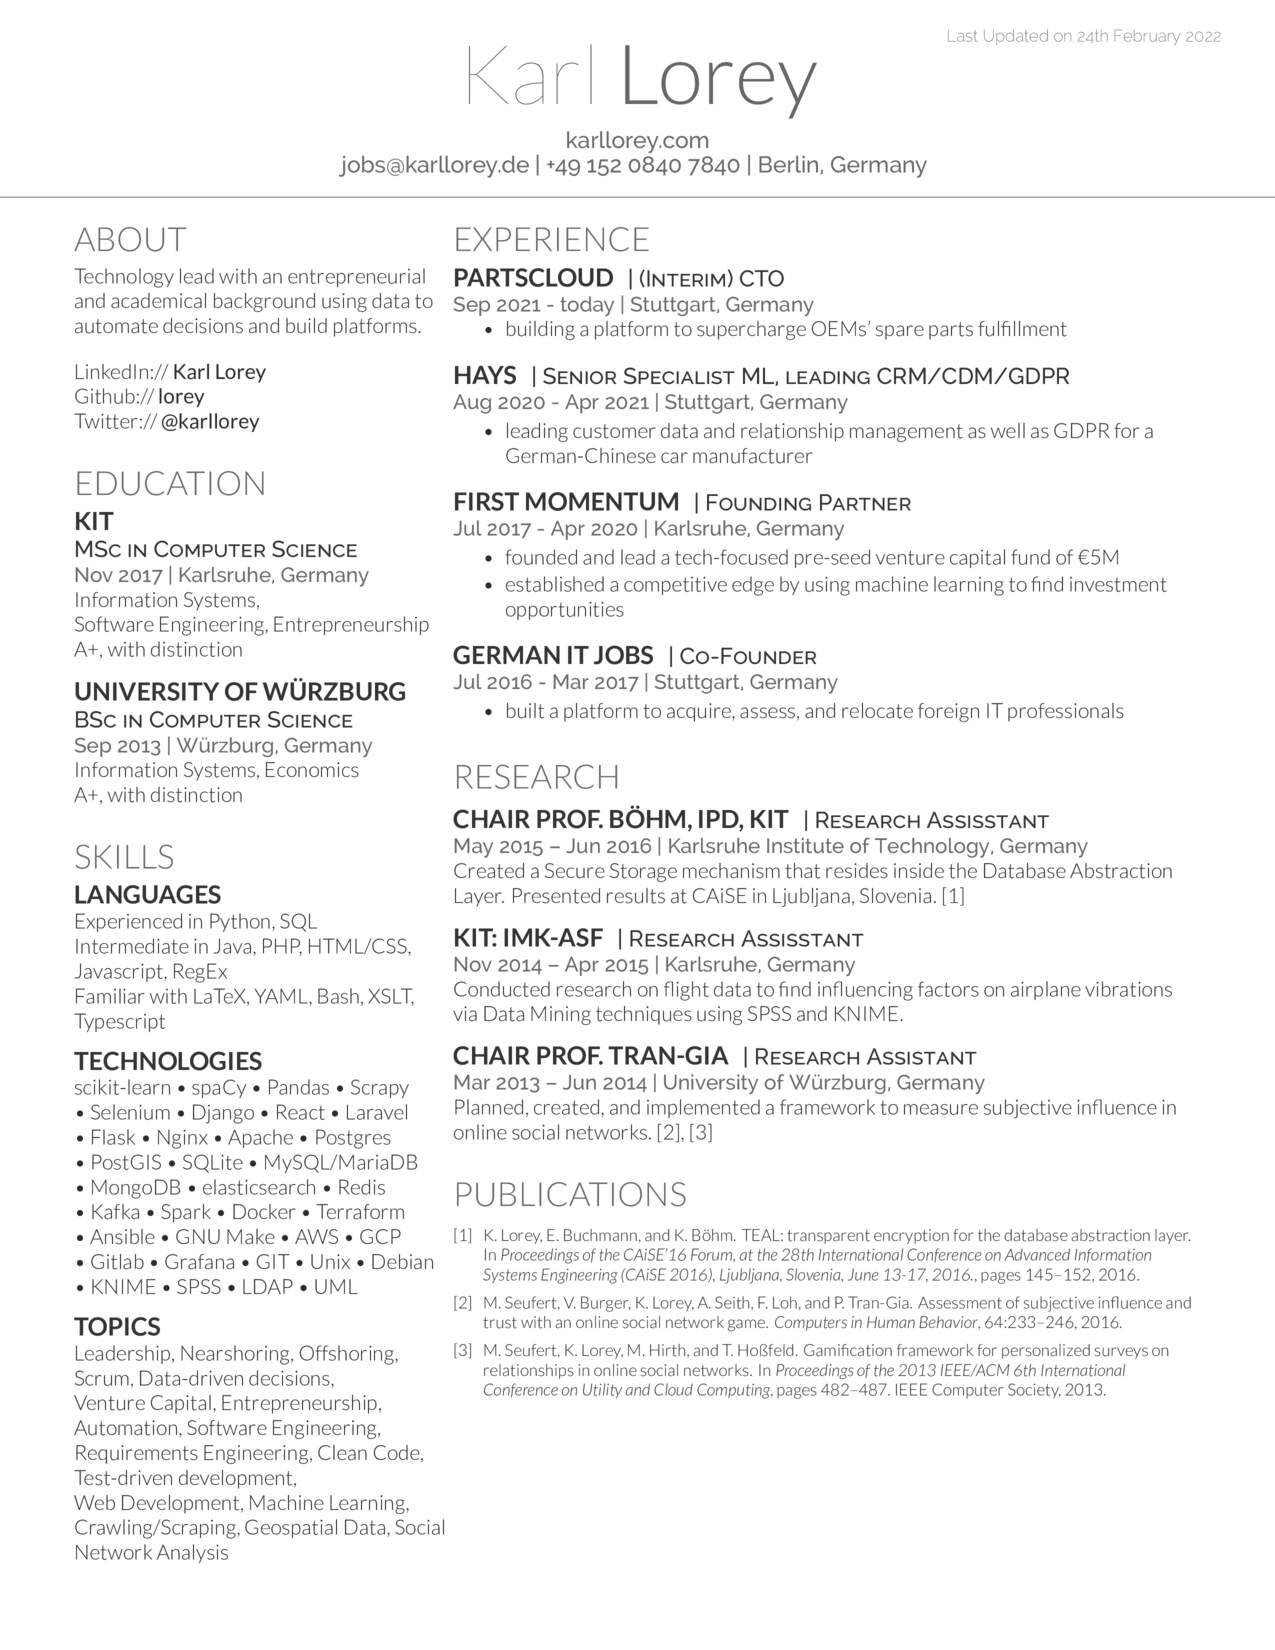 Last Updated on 24th February 2022
Karl Lorey
karllorey.com
jobs@karllorey.de | +49 152 0840 7840 | Berlin, Germany
ABOUT
Technology lead with an entrepreneurial
and academical background using data to
automate decisions and build platforms.
LinkedIn:// Karl Lorey
Github:// lorey
Twitter:// @karllorey
EDUCATION
KIT
MSc in Computer Science
Nov 2017 | Karlsruhe, Germany
Information Systems,
Software Engineering, Entrepreneurship
A+, with distinction
UNIVERSITY OF WÜRZBURG
BSc in Computer Science
Sep 2013 | Würzburg, Germany
Information Systems, Economics
A+, with distinction
SKILLS
LANGUAGES
Experienced in Python, SQL
Intermediate in Java, PHP, HTML/CSS,
Javascript, RegEx
Familiar with LaTeX, YAML, Bash, XSLT,
Typescript
TECHNOLOGIES
scikit-learn • spaCy • Pandas • Scrapy
• Selenium • Django • React • Laravel
• Flask • Nginx • Apache • Postgres
• PostGIS • SQLite • MySQL/MariaDB
• MongoDB • elasticsearch • Redis
• Kafka • Spark • Docker • Terraform
• Ansible • GNU Make • AWS • GCP
• Gitlab • Grafana • GIT • Unix • Debian
• KNIME • SPSS • LDAP • UML
TOPICS
Leadership, Nearshoring, Offshoring,
Scrum, Data-driven decisions,
Venture Capital, Entrepreneurship,
Automation, Software Engineering,
Requirements Engineering, Clean Code,
Test-driven development,
Web Development, Machine Learning,
Crawling/Scraping, Geospatial Data, Social
Network Analysis
EXPERIENCE
PARTSCLOUD | (Interim) CTO
Sep 2021 - today | Stuttgart, Germany
• building a platform to supercharge OEMs’ spare parts fulfillment
HAYS | Senior Specialist ML, leading CRM/CDM/GDPR
Aug 2020 - Apr 2021 | Stuttgart, Germany
• leading customer data and relationship management as well as GDPR for a
German-Chinese car manufacturer
FIRST MOMENTUM | Founding Partner
Jul 2017 - Apr 2020 | Karlsruhe, Germany
• founded and lead a tech-focused pre-seed venture capital fund of €5M
• established a competitive edge by using machine learning to find investment
opportunities
GERMAN IT JOBS | Co-Founder
Jul 2016 - Mar 2017 | Stuttgart, Germany
• built a platform to acquire, assess, and relocate foreign IT professionals
RESEARCH
CHAIR PROF. BÖHM, IPD, KIT | Research Assisstant
May 2015 – Jun 2016 | Karlsruhe Institute of Technology, Germany
Created a Secure Storage mechanism that resides inside the Database Abstraction
Layer. Presented results at CAiSE in Ljubljana, Slovenia. [1]
KIT: IMK-ASF | Research Assisstant
Nov 2014 – Apr 2015 | Karlsruhe, Germany
Conducted research on flight data to find influencing factors on airplane vibrations
via Data Mining techniques using SPSS and KNIME.
CHAIR PROF. TRAN-GIA | Research Assistant
Mar 2013 – Jun 2014 | University of Würzburg, Germany
Planned, created, and implemented a framework to measure subjective influence in
online social networks. [2], [3]
PUBLICATIONS
[1] K. Lorey, E. Buchmann, and K. Böhm. TEAL: transparent encryption for the database abstraction layer.
In Proceedings of the CAiSE’16 Forum, at the 28th International Conference on Advanced Information
Systems Engineering (CAiSE 2016), Ljubljana, Slovenia, June 13-17, 2016., pages 145–152, 2016.
[2] M. Seufert, V. Burger, K. Lorey, A. Seith, F. Loh, and P. Tran-Gia. Assessment of subjective influence and
trust with an online social network game. Computers in Human Behavior, 64:233–246, 2016.
[3] M. Seufert, K. Lorey, M. Hirth, and T. Hoßfeld. Gamification framework for personalized surveys on
relationships in online social networks. In Proceedings of the 2013 IEEE/ACM 6th International
Conference on Utility and Cloud Computing, pages 482–487. IEEE Computer Society, 2013.